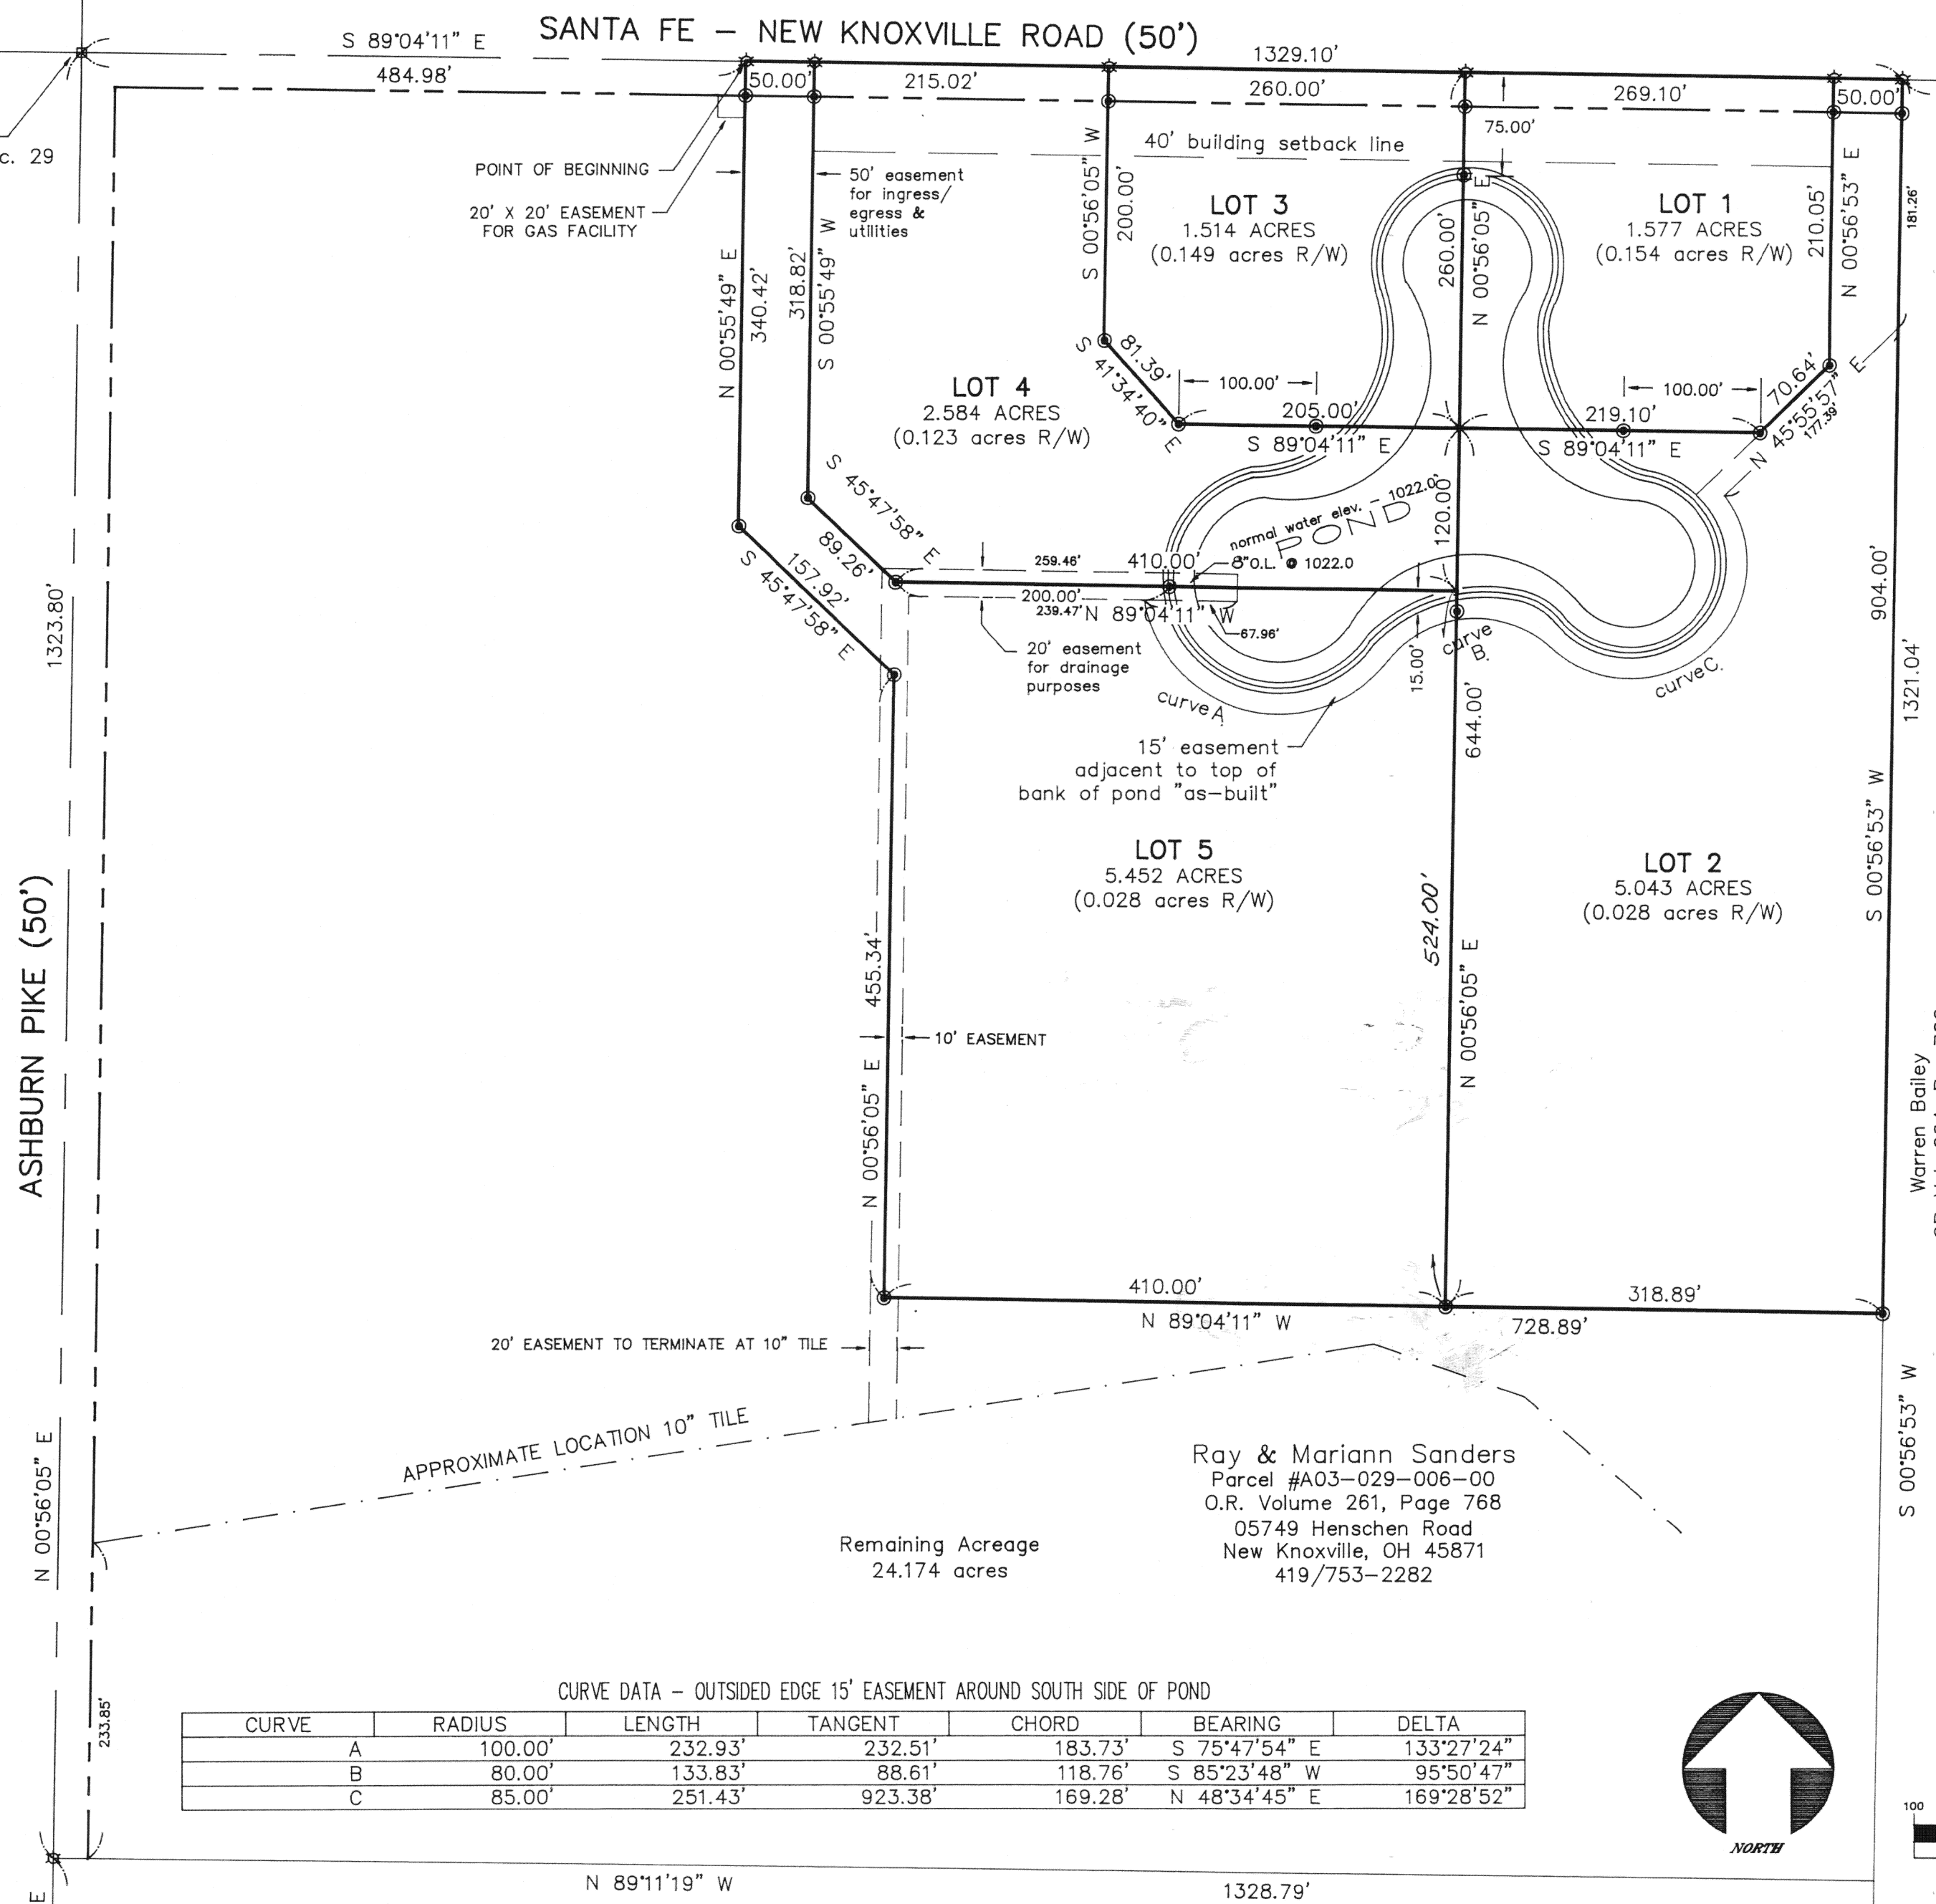 SANTA FE – NEW KNOXVILLE ROAD (50')
S 89°04'11" E
484.98'
1329.10'
50.00'
215.02'
260.00'
269.10'
50.00'
75.00'
c. 29
40' building setback line
POINT OF BEGINNING
20' X 20' EASEMENT
FOR GAS FACILITY
50' easement
for ingress/
egress &
utilities
N 00°55'49" E
340.42'
318.82'
S 00°55'49" W
S 00°56'05" W
200.00'
LOT 3
1.514 ACRES
(0.149 acres R/W)
260.00'
N 00°56'05" E
LOT 1
1.577 ACRES
(0.154 acres R/W)
210.05'
N 00°56'53" E
181.26'
81.39'
S 41°34'40" E
100.00'
205.00'
S 89°04'11" E
100.00'
219.10'
S 89°04'11" E
70.64'
N 45°55'57" E
177.39'
LOT 4
2.584 ACRES
(0.123 acres R/W)
S 45°47'58" E
89.26'
157.92'
S 45°47'58" E
normal water elev. – 1022.0'
POND
8"O.L. @ 1022.0
120.00'
259.46'
410.00'
200.00'
239.47'
N 89°04'11" W
67.96'
20' easement
for drainage
purposes
curve A.
curve
B.
curve C.
15.00'
644.00'
15' easement
adjacent to top of
bank of pond "as-built"
1323.80'
904.00'
1321.04'
S 00°56'53" W
ASHBURN PIKE (50')
LOT 5
5.452 ACRES
(0.028 acres R/W)
LOT 2
5.043 ACRES
(0.028 acres R/W)
455.34'
N 00°56'05" E
10' EASEMENT
524.00'
N 00°56'05" E
Warren Bailey
410.00'
N 89°04'11" W
318.89'
728.89'
20' EASEMENT TO TERMINATE AT 10" TILE
APPROXIMATE LOCATION 10" TILE
N 00°56'05" E
S 00°56'53" W
Ray & Mariann Sanders
Parcel #A03-029-006-00
O.R. Volume 261, Page 768
05749 Henschen Road
New Knoxville, OH 45871
419/753-2282
Remaining Acreage
24.174 acres
233.85'
CURVE DATA – OUTSIDED EDGE 15' EASEMENT AROUND SOUTH SIDE OF POND
CURVE RADIUS LENGTH TANGENT CHORD BEARING DELTA
A 100.00' 232.93' 232.51' 183.73' S 75°47'54" E 133°27'24"
B 80.00' 133.83' 88.61' 118.76' S 85°23'48" W 95°50'47"
C 85.00' 251.43' 923.38' 169.28' N 48°34'45" E 169°28'52"
NORTH
100
E
N 89°11'19" W
1328.79'